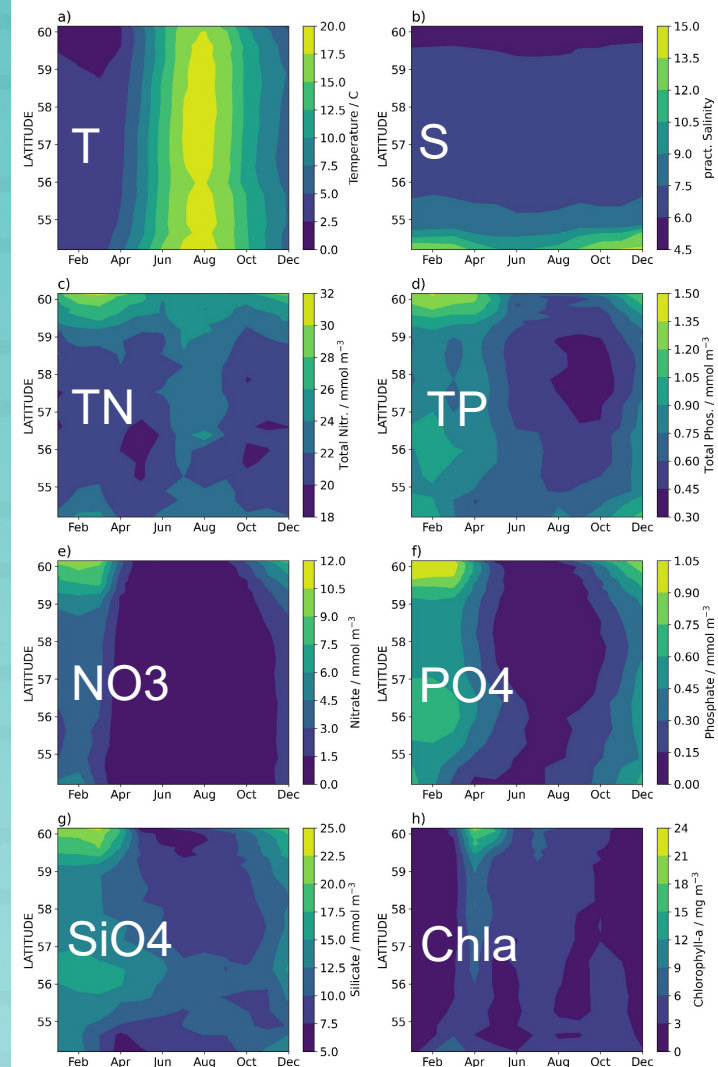 a)
60
59
58
57
56
55
LATITUDE
Feb Apr Jun Aug Oct Dec
T
20.0
17.5
15.0
12.5
10.0
7.5
5.0
2.5
0.0
Temperature / C
b)
60
59
58
57
56
55
LATITUDE
Feb Apr Jun Aug Oct Dec
S
15.0
13.5
12.0
10.5
9.0
7.5
6.0
4.5
pract. Salinity
c)
60
59
58
57
56
55
LATITUDE
Feb Apr Jun Aug Oct Dec
TN
32
30
28
26
24
22
20
18
Total Nitr. / mmol m⁻³
d)
60
59
58
57
56
55
LATITUDE
Feb Apr Jun Aug Oct Dec
TP
1.50
1.35
1.20
1.05
0.90
0.75
0.60
0.45
0.30
Total Phos. / mmol m⁻³
e)
60
59
58
57
56
55
LATITUDE
Feb Apr Jun Aug Oct Dec
NO3
12.0
10.5
9.0
7.5
6.0
4.5
3.0
1.5
0.0
Nitrate / mmol m⁻³
f)
60
59
58
57
56
55
LATITUDE
Feb Apr Jun Aug Oct Dec
PO4
1.05
0.90
0.75
0.60
0.45
0.30
0.15
0.00
Phosphate / mmol m⁻³
g)
60
59
58
57
56
55
LATITUDE
Feb Apr Jun Aug Oct Dec
SiO4
25.0
22.5
20.0
17.5
15.0
12.5
10.0
7.5
5.0
Silicate / mmol m⁻³
h)
60
59
58
57
56
55
LATITUDE
Feb Apr Jun Aug Oct Dec
Chla
24
21
18
15
12
9
6
3
0
Chlorophyll-a / mg m⁻³